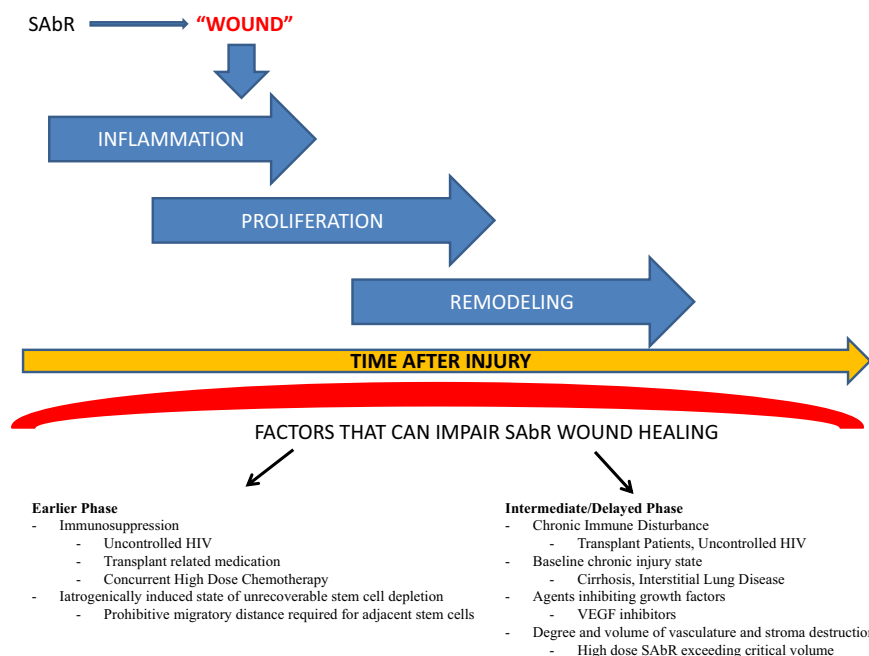 SAbR
“WOUND”
INFLAMMATION
PROLIFERATION
REMODELING
TIME AFTER INJURY
FACTORS THAT CAN IMPAIR SAbR WOUND HEALING
Earlier Phase
- Immunosuppression
- Uncontrolled HIV
- Transplant related medication
- Concurrent High Dose Chemotherapy
- Iatrogenically induced state of unrecoverable stem cell depletion
- Prohibitive migratory distance required for adjacent stem cells
Intermediate/Delayed Phase
- Chronic Immune Disturbance
- Transplant Patients, Uncontrolled HIV
- Baseline chronic injury state
- Cirrhosis, Interstitial Lung Disease
- Agents inhibiting growth factors
- VEGF inhibitors
- Degree and volume of vasculature and stroma destruction
- High dose SAbR exceeding critical volume